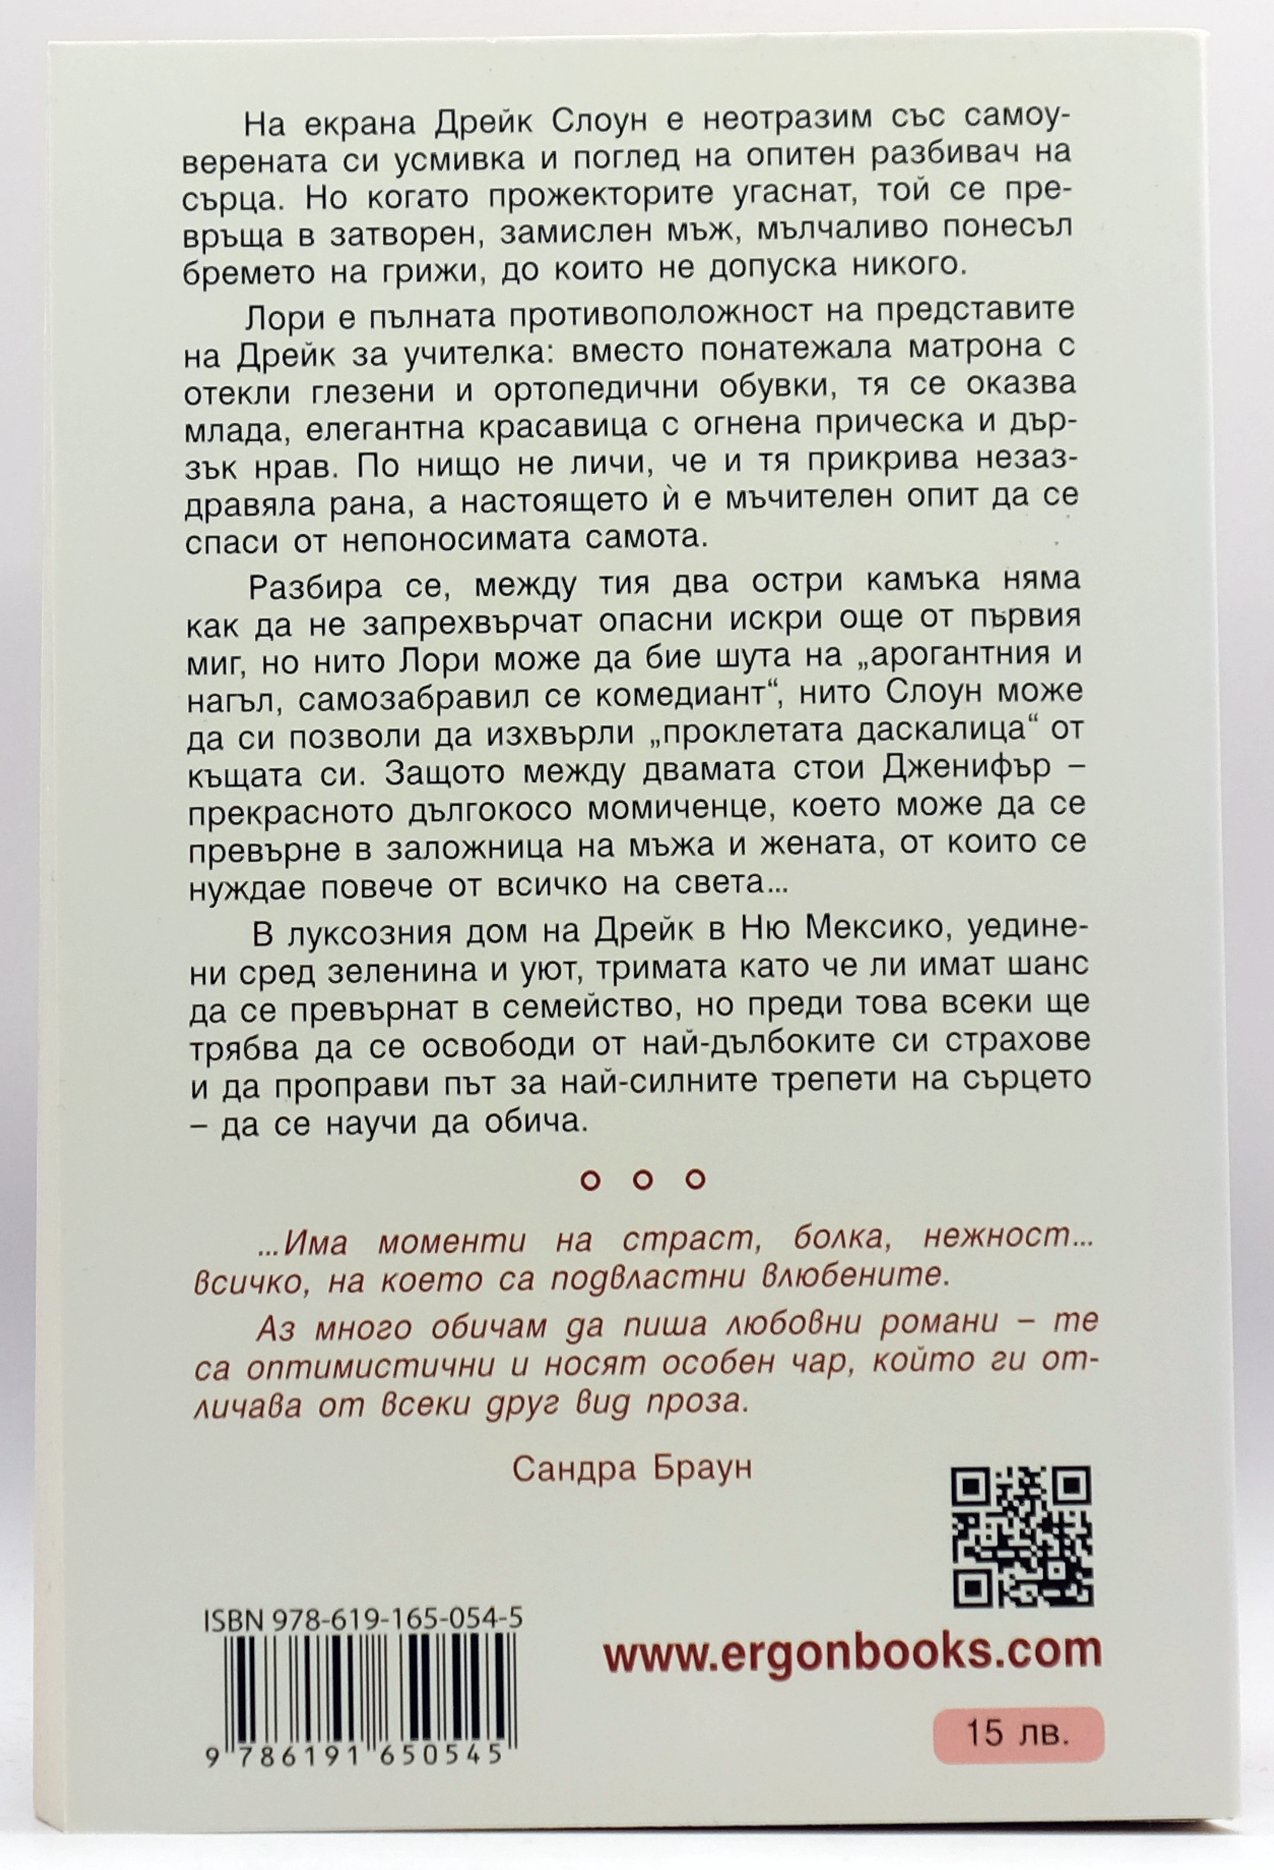 На екрана Дрейк Слоун е неотразим със самоу-
верената си усмивка и поглед на опитен разбивач на
сърца. Но когато прожекторите угаснат, той се пре-
връща в затворен, замислен мъж, мълчаливо понесъл
бремето на грижи, до които не допуска никого.
Лори е пълната противоположност на представите
на Дрейк за учителка: вместо понатежала матрона с
отекли глезени и ортопедични обувки, тя се оказва
млада, елегантна красавица с огнена прическа и дър-
зък нрав. По нищо не личи, че и тя прикрива незаз-
дравяла рана, а настоящето ѝ е мъчителен опит да се
спаси от непоносимата самота.
Разбира се, между тия два остри камъка няма
как да не запрехвърчат опасни искри още от първия
миг, но нито Лори може да бие шута на „арогантния и
нагъл, самозабравил се комедиант“, нито Слоун може
да си позволи да изхвърли „проклетата даскалица“ от
къщата си. Защото между двамата стои Дженифър –
прекрасното дългокосо момиченце, което може да се
превърне в заложница на мъжа и жената, от които се
нуждае повече от всичко на света...
В луксозния дом на Дрейк в Ню Мексико, уедине-
ни сред зеленина и уют, тримата като че ли имат шанс
да се превърнат в семейство, но преди това всеки ще
трябва да се освободи от най-дълбоките си страхове
и да проправи път за най-силните трепети на сърцето
– да се научи да обича.
...Има моменти на страст, болка, нежност...
всичко, на което са подвластни влюбените.
Аз много обичам да пиша любовни романи – те
са оптимистични и носят особен чар, който ги от-
личава от всеки друг вид проза.
Сандра Браун
ISBN 978-619-165-054-5
www.ergonbooks.com
15 лв.
9 786191 650545